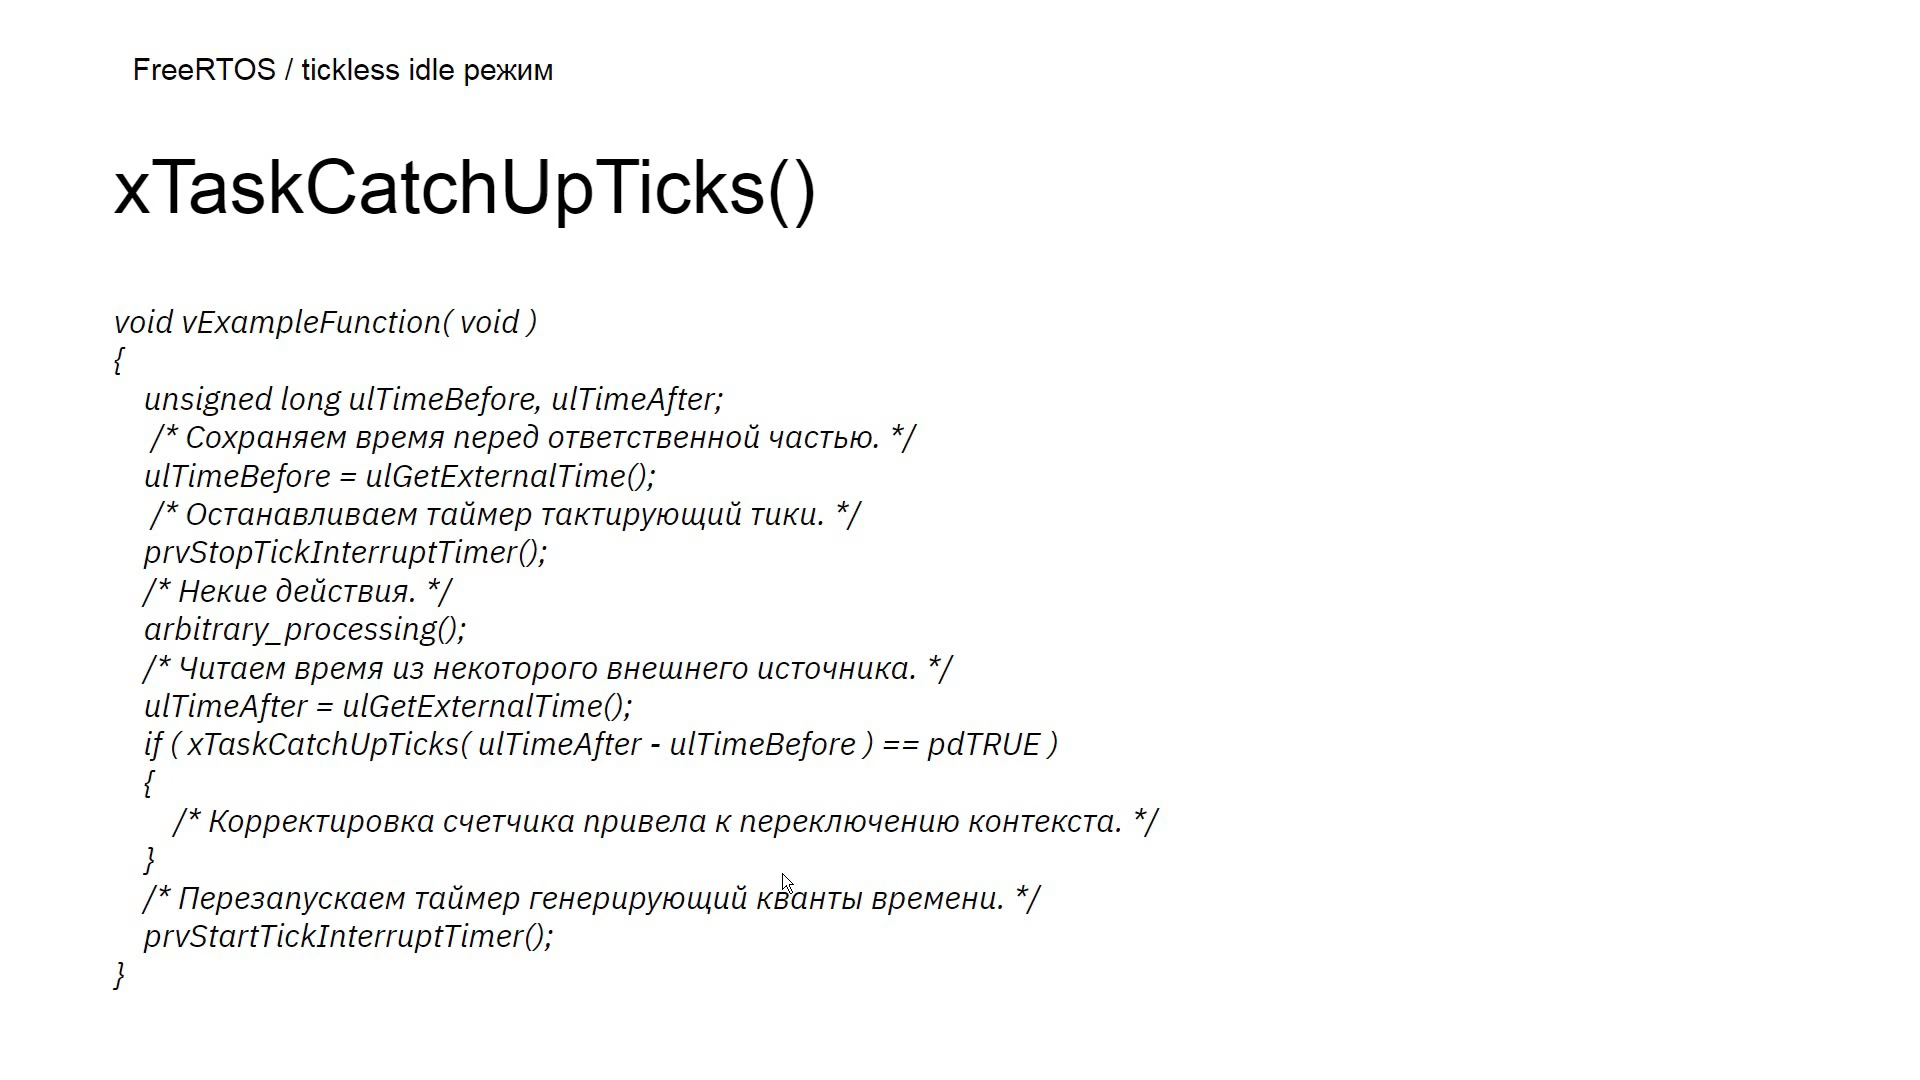 FreeRTOS / tickless idle режим
xTaskCatchUpTicks()
void vExampleFunction( void )
{
unsigned long ulTimeBefore, ulTimeAfter;
/* Сохраняем время перед ответственной частью. */
ulTimeBefore = ulGetExternalTime();
/* Останавливаем таймер тактирующий тики. */
prvStopTickInterruptTimer();
/* Некие действия. */
arbitrary_processing();
/* Читаем время из некоторого внешнего источника. */
ulTimeAfter = ulGetExternalTime();
if ( xTaskCatchUpTicks( ulTimeAfter - ulTimeBefore ) == pdTRUE )
{
/* Корректировка счетчика привела к переключению контекста. */
}
/* Перезапускаем таймер генерирующий кванты времени. */
prvStartTickInterruptTimer();
}